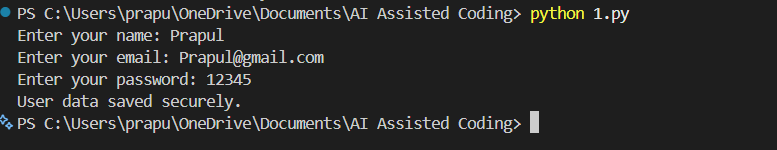 PS C:\Users\prapu\OneDrive\Documents\AI Assisted Coding> python 1.py
Enter your name: Prapul
Enter your email: Prapul@gmail.com
Enter your password: 12345
User data saved securely.
PS C:\Users\prapu\OneDrive\Documents\AI Assisted Coding>